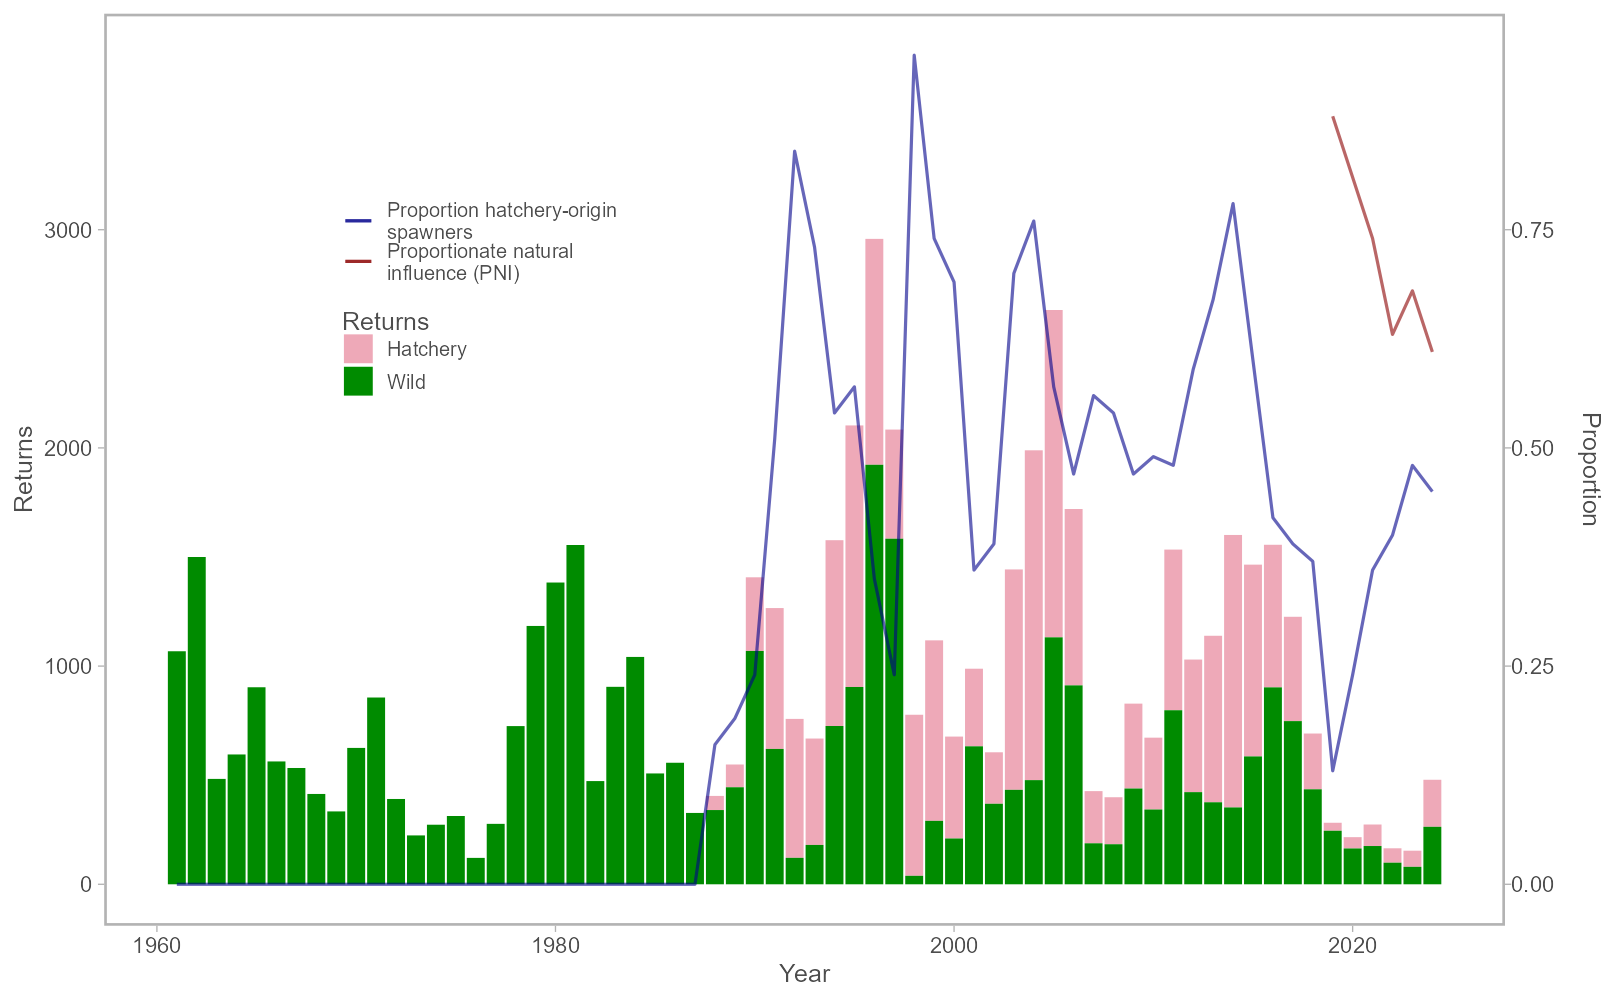 Proportion hatchery-origin
spawners
Proportionate natural
influence (PNI)
Returns
Hatchery
Wild
3000
2000
1000
0
Returns
0.75
0.50
0.25
0.00
Proportion
1960
1980
2000
2020
Year